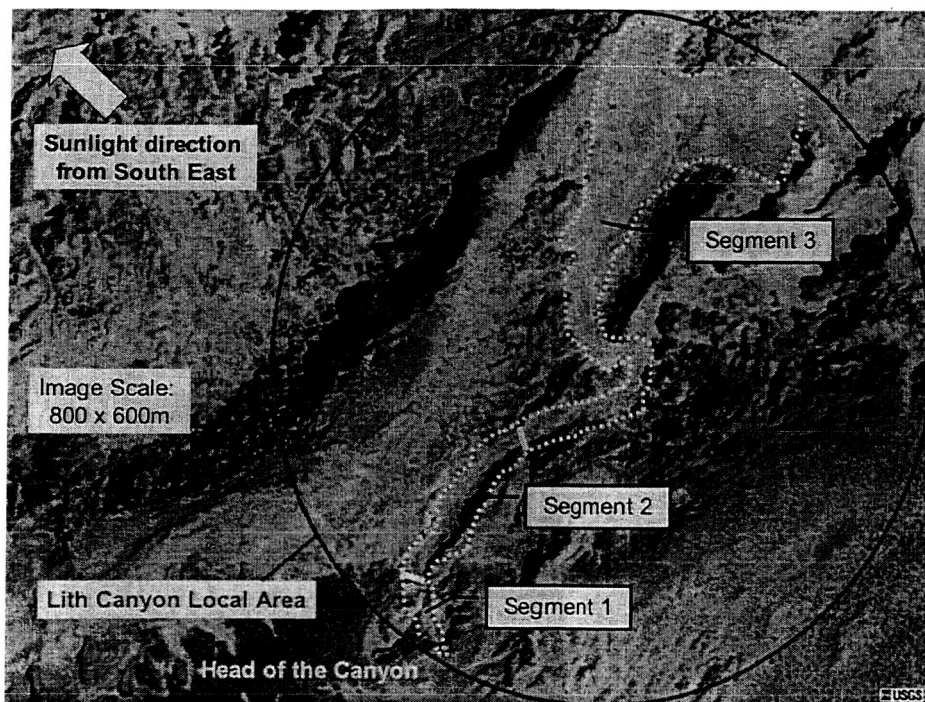 Sunlight direction
from South East
Segment 3
Image Scale:
800 x 600m
Segment 2
Lith Canyon Local Area
Segment 1
Head of the Canyon
USGS